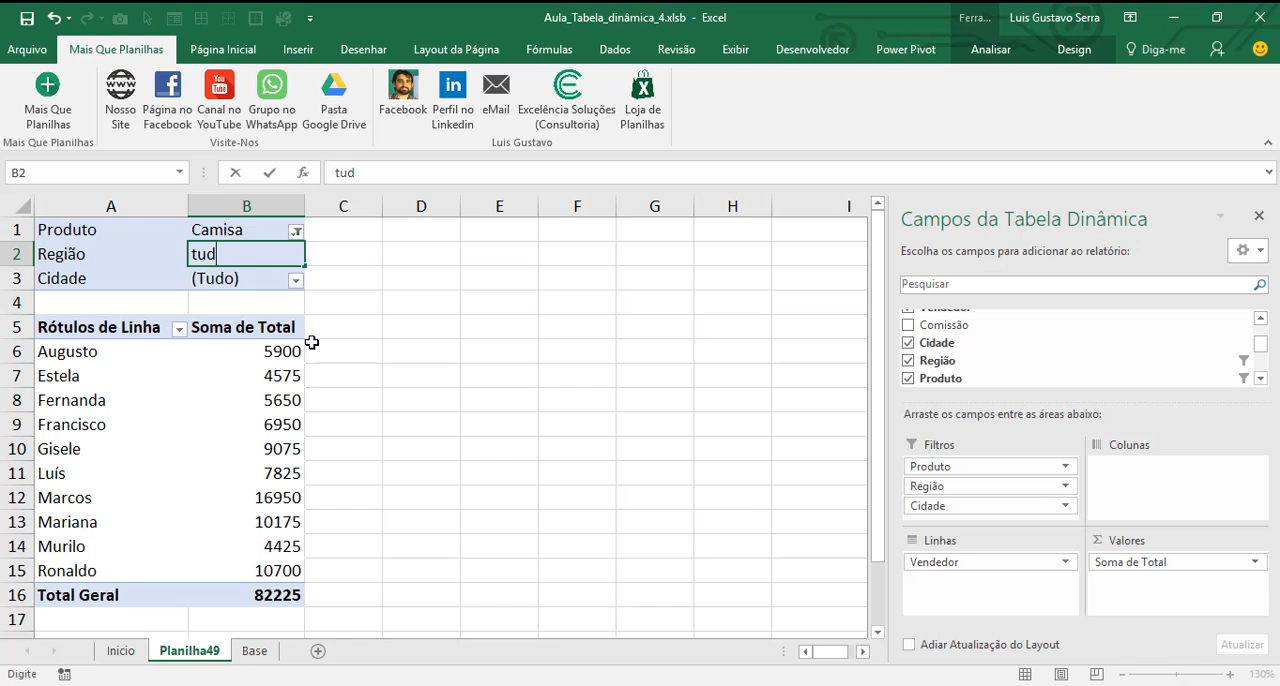 Aula_Tabela_dinâmica_4.xlsb - Excel
Ferra...
Luis Gustavo Serra
Arquivo
Mais Que Planilhas
Página Inicial
Inserir
Desenhar
Layout da Página
Fórmulas
Dados
Revisão
Exibir
Desenvolvedor
Power Pivot
Analisar
Design
Diga-me
Mais Que
Planilhas
WWW
Nosso
Site
Página no
Facebook
You
Tube
Canal no
YouTube
Grupo no
WhatsApp
Pasta
Google Drive
Facebook
in
Perfil no
Linkedin
eMail
Excelência Soluções
(Consultoria)
Loja de
Planilhas
Mais Que Planilhas
Visite-Nos
Luis Gustavo
B2
fx
tud
A B C D E F G H I
1 Produto Camisa
2 Região tud
3 Cidade (Tudo)
4
5 Rótulos de Linha Soma de Total
6 Augusto 5900
7 Estela 4575
8 Fernanda 5650
9 Francisco 6950
10 Gisele 9075
11 Luís 7825
12 Marcos 16950
13 Mariana 10175
14 Murilo 4425
15 Ronaldo 10700
16 Total Geral 82225
17
Campos da Tabela Dinâmica
Escolha os campos para adicionar ao relatório:
Pesquisar
Vendedor
Comissão
Cidade
Região
Produto
Arraste os campos entre as áreas abaixo:
Filtros
Produto
Região
Cidade
Colunas
Linhas
Vendedor
Σ Valores
Soma de Total
Adiar Atualização do Layout
Atualizar
Inicio
Planilha49
Base
Digite
130%